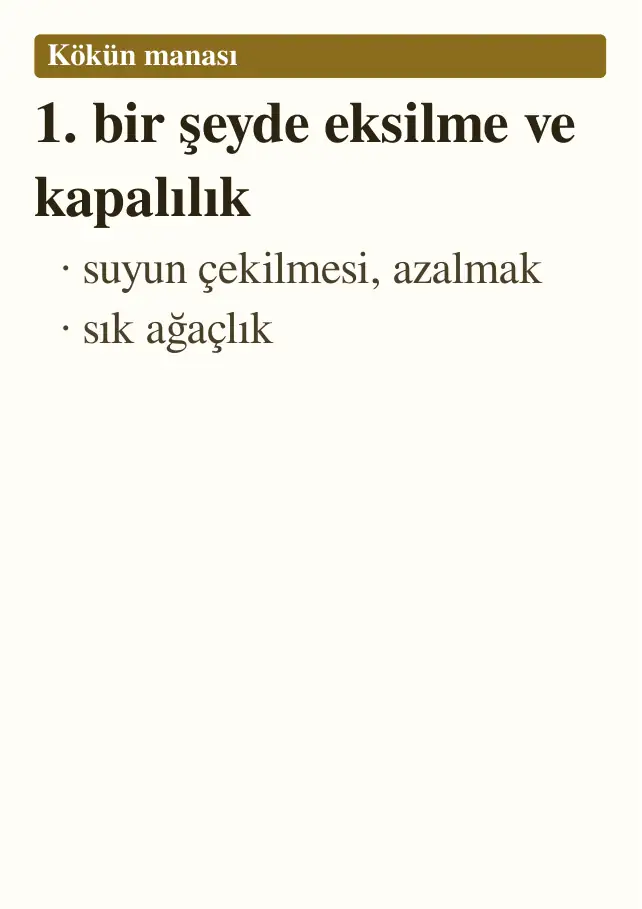 Kökün manası
1. bir şeyde eksilme ve
kapalılık
· suyun çekilmesi, azalmak
· sık ağaçlık